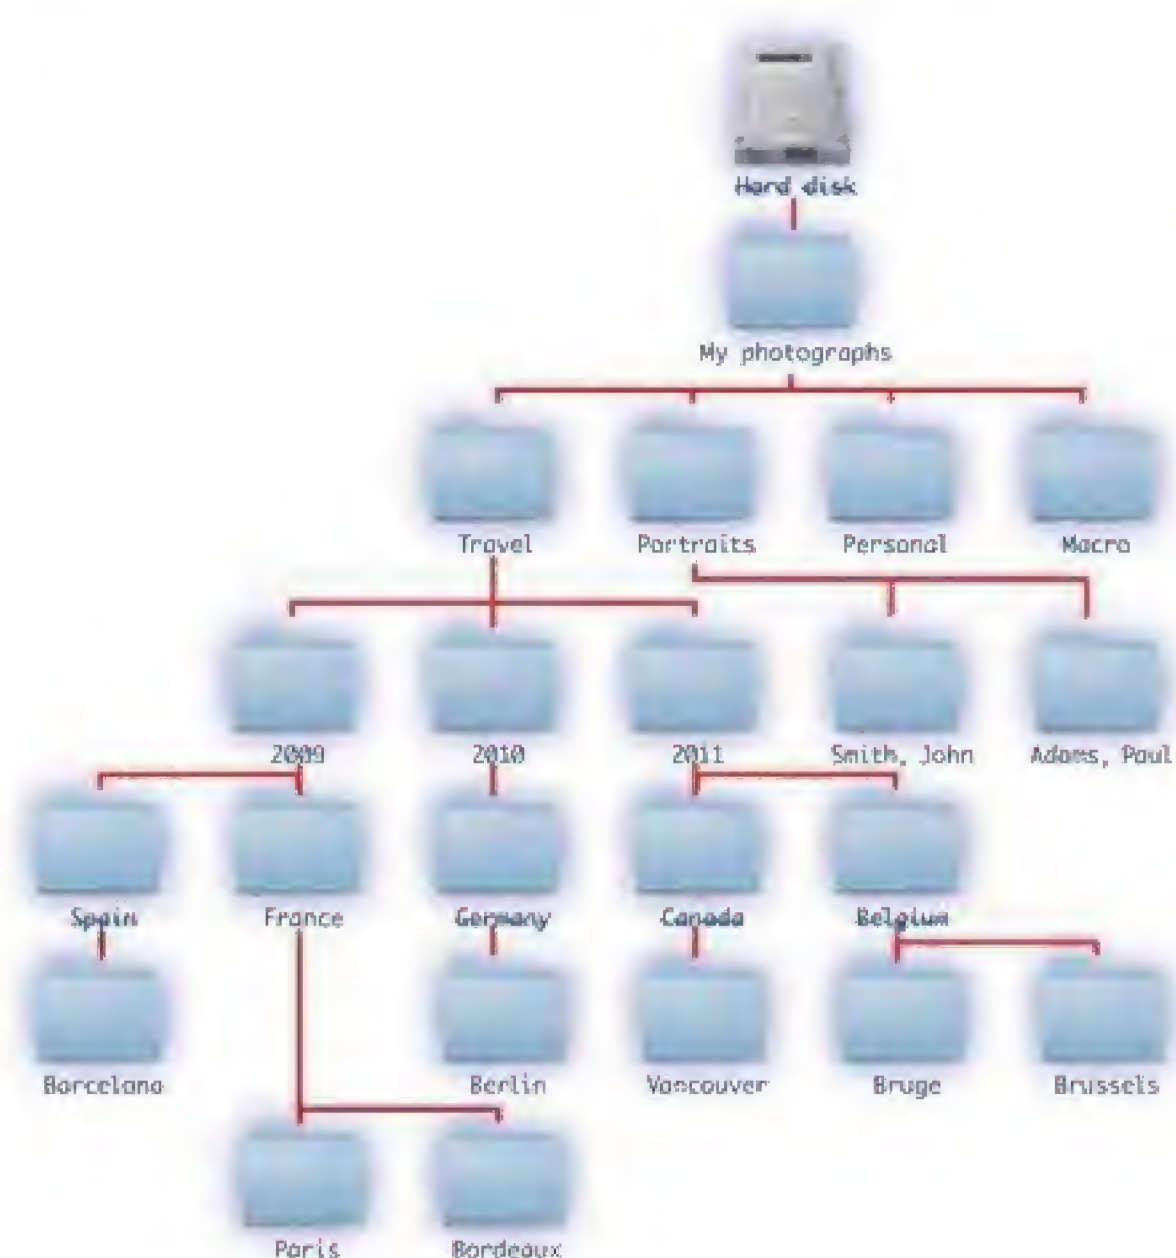 Hard disk
My photographs
Travel Portraits Personal Macro
2009 2010 2011 Smith, John Adams, Paul
Spain France Germany Canada Belgium
Barcelona Berlin Vancouver Bruge Brussels
Paris Bordeaux